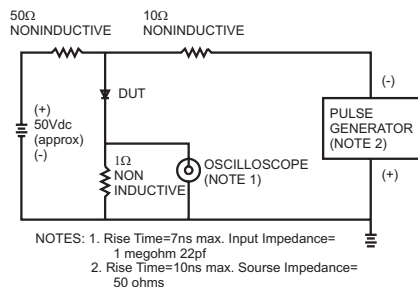 50Ω
NONINDUCTIVE
10Ω
NONINDUCTIVE
DUT
(+)
50Vdc
(approx)
(-)
1Ω
NON
INDUCTIVE
OSCILLOSCOPE
(NOTE 1)
(-)
PULSE
GENERATOR
(NOTE 2)
(+)
NOTES: 1. Rise Time=7ns max. Input Impedance=
1 megohm 22pf
2. Rise Time=10ns max. Sourse Impedance=
50 ohms